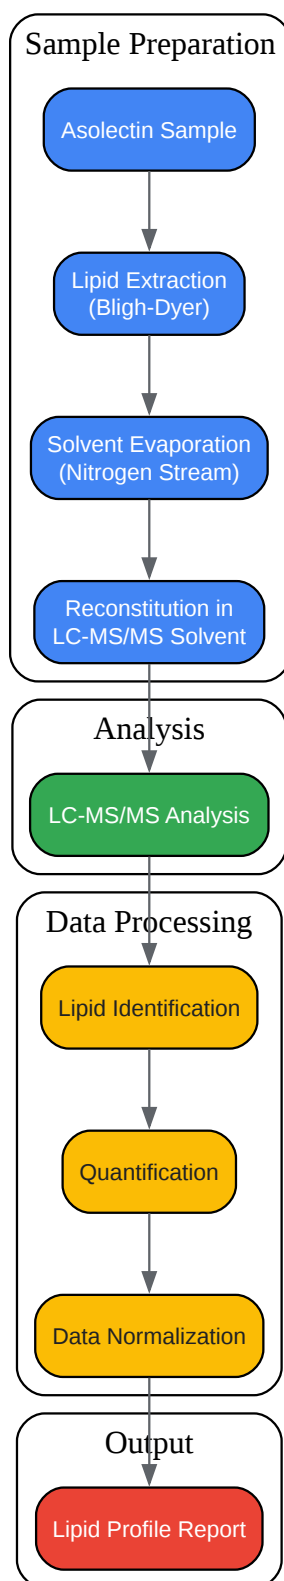 Sample Preparation
Asolectin Sample
Lipid Extraction
(Bligh-Dyer)
Solvent Evaporation
(Nitrogen Stream)
Reconstitution in
LC-MS/MS Solvent
Analysis
LC-MS/MS Analysis
Data Processing
Lipid Identification
Quantification
Data Normalization
Output
Lipid Profile Report